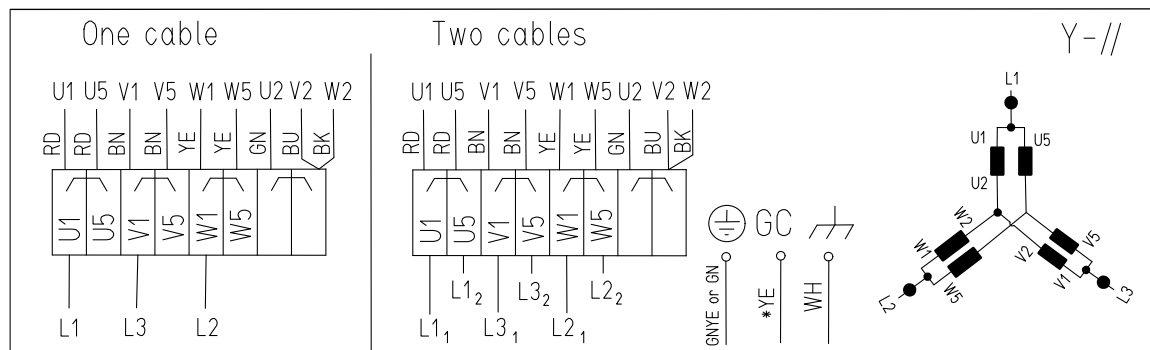 One cable
U1 U5 V1 V5 W1 W5 U2 V2 W2
RD RD BN BN YE YE GN BU BK
U1 U5 V1 V5 W1 W5
L1 L3 L2
Two cables
U1 U5 V1 V5 W1 W5 U2 V2 W2
RD RD BN BN YE YE GN BU BK
U1 U5 V1 V5 W1 W5
L1₂ L3₂ L2₂
L1₁ L3₁ L2₁
GC
GNYE or GN *YE WH
Y-//
L1
U1 U5
U2
W2 V5
W1 V2
W5 V1
L2 L3